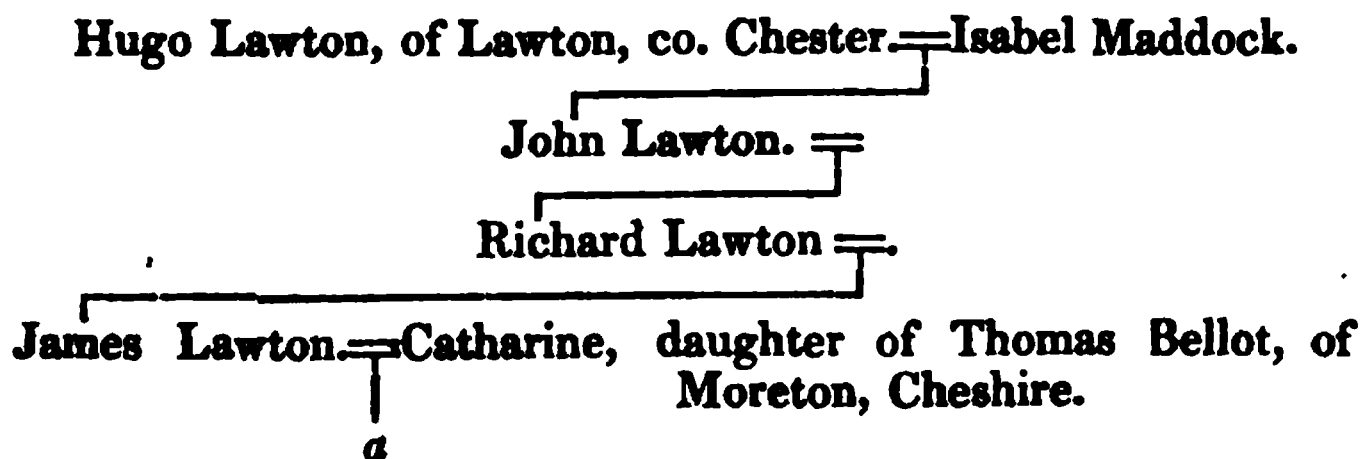 Hugo Lawton, of Lawton, co. Chester.=Isabel Maddock.
John Lawton. =
Richard Lawton =.
James Lawton.=Catharine, daughter of Thomas Bellot, of
Moreton, Cheshire.
a